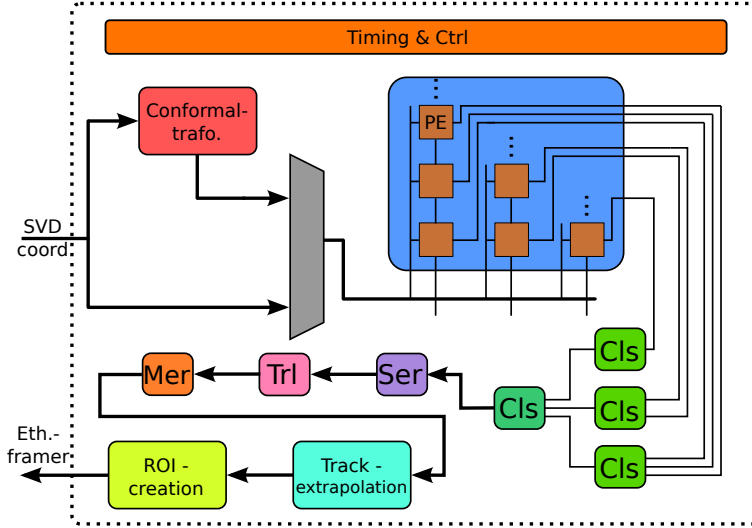 Timing & Ctrl
Conformal-
trafo.
PE
SVD
coord
Cls
Mer
Trl
Ser
Cls
Cls
Eth.-
framer
ROI -
creation
Track -
extrapolation
Cls